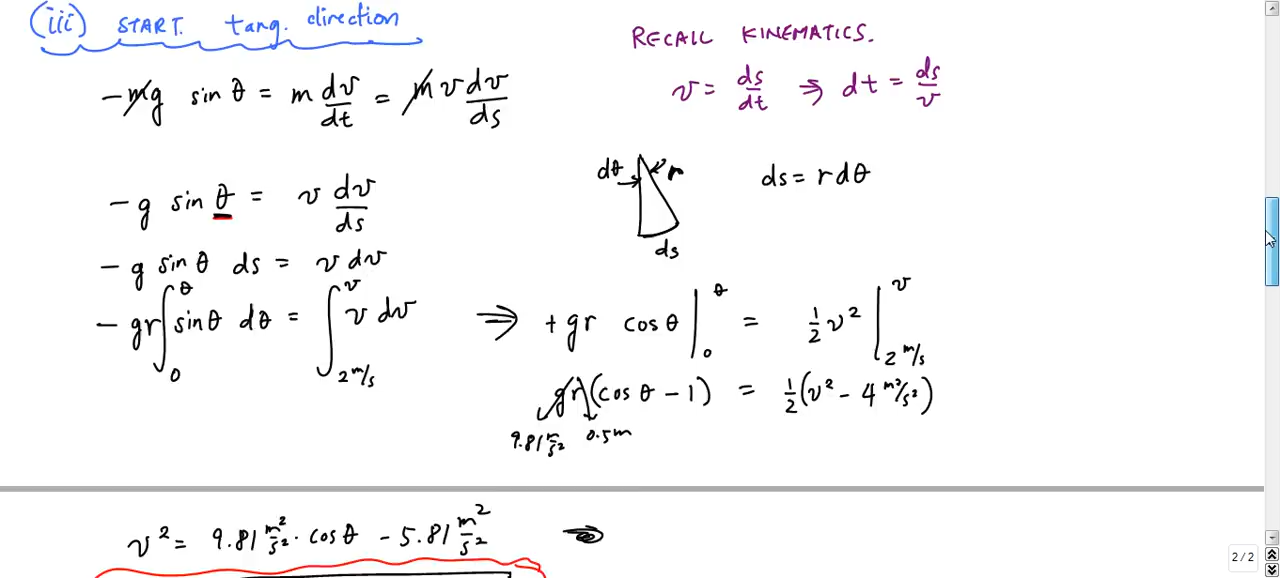 (iii) START. tang. direction
RECALL KINEMATICS.
-mg sin θ = m dv/dt = m v dv/ds
v = ds/dt ⇒ dt = ds/v
-g sin θ = v dv/ds
dθ r ds
ds = r dθ
-g sin θ ds = v dv
-gr ∫₀^θ sin θ dθ = ∫_{2 m/s}^v v dv ⇒ +gr cos θ |₀^θ = 1/2 v² |_{2 m/s}^v
gr (cos θ - 1) = 1/2 (v² - 4 m²/s²)
9.81 m/s² 0.5m
v² = 9.81 m²/s² · cos θ - 5.81 m²/s²
2 / 2